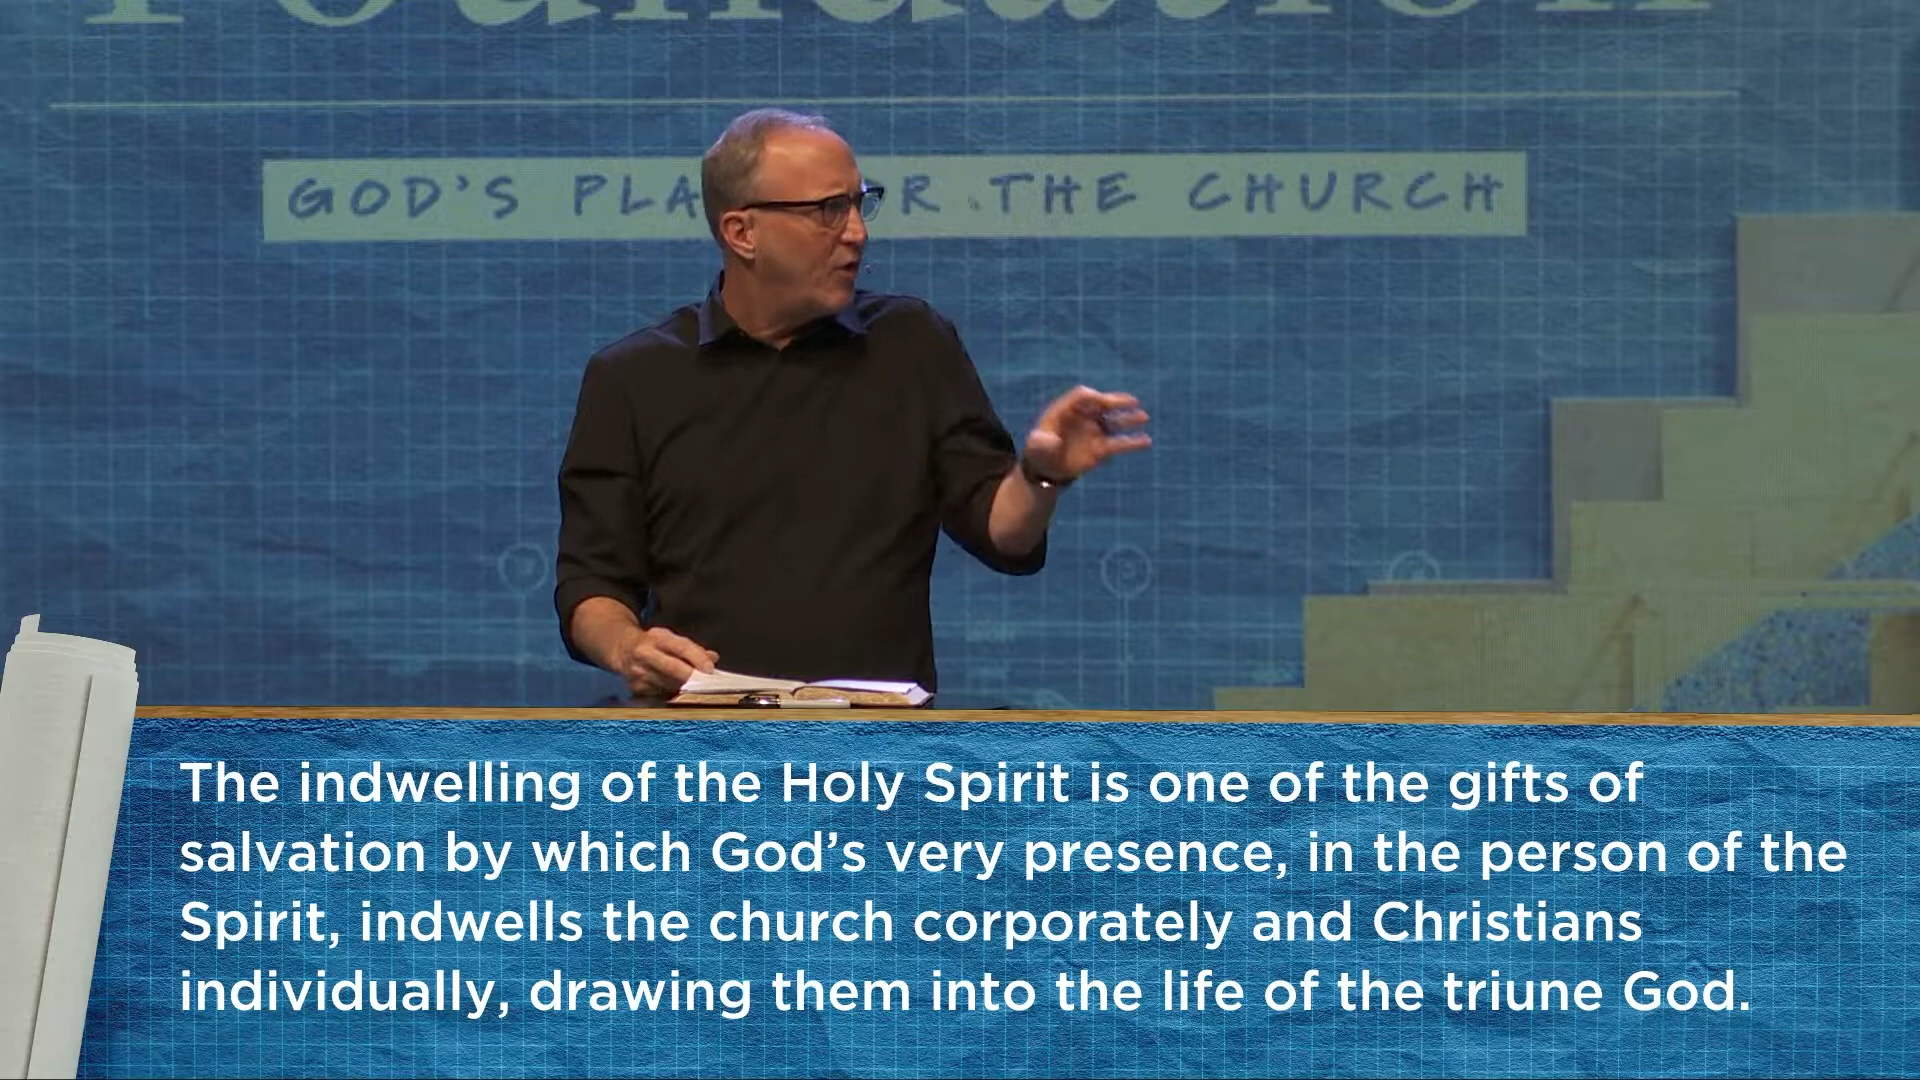 Foundation
GOD'S PLA OR THE CHURCH
The indwelling of the Holy Spirit is one of the gifts of
salvation by which God’s very presence, in the person of the
Spirit, indwells the church corporately and Christians
individually, drawing them into the life of the triune God.